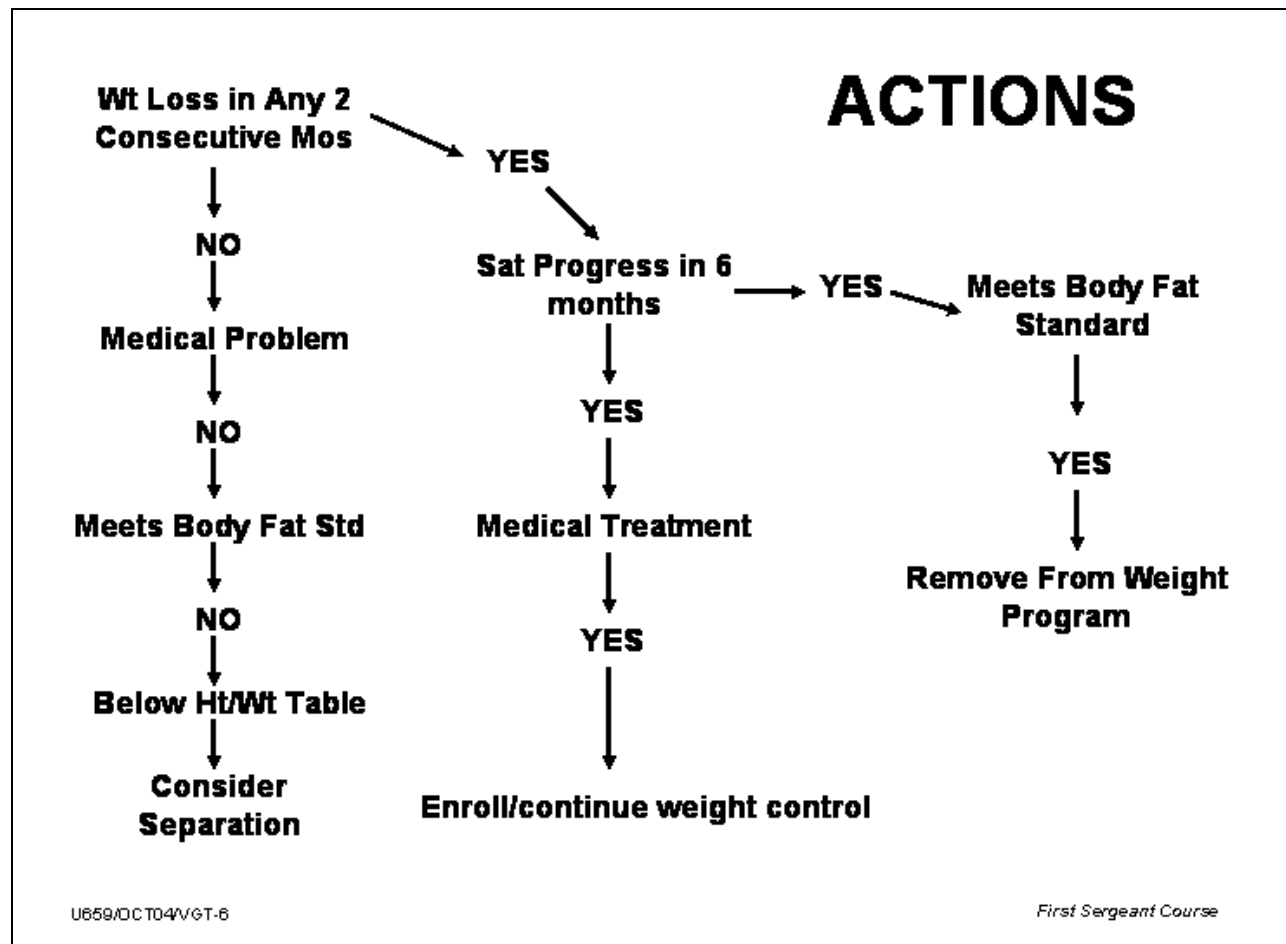 ACTIONS
Wt Loss in Any 2
Consecutive Mos
YES
NO
Sat Progress in 6
months
YES
Meets Body Fat
Standard
Medical Problem
YES
NO
YES
Meets Body Fat Std
Medical Treatment
Remove From Weight
Program
NO
YES
Below Ht/Wt Table
Consider
Separation
Enroll/continue weight control
U659/OCT04/VGT-6
First Sergeant Course